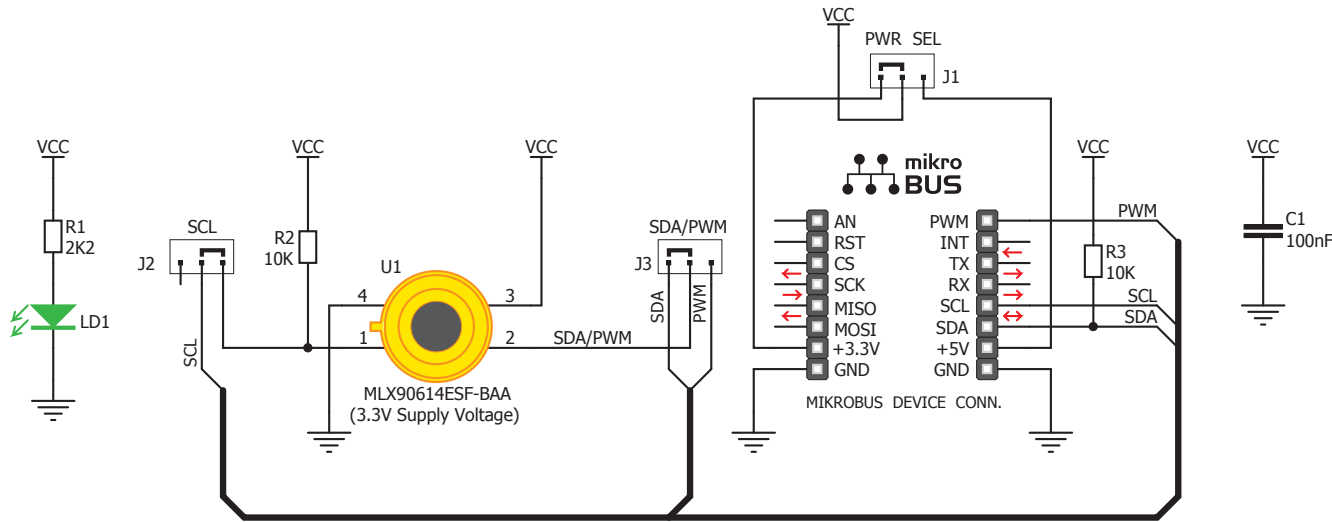 VCC
R1
2K2
LD1
SCL
J2
SCL
VCC
R2
10K
U1
4
1
3
2
VCC
MLX90614ESF-BAA
(3.3V Supply Voltage)
SDA/PWM
SDA/PWM
J3
SDA
PWM
VCC
PWR SEL
J1
mikro
BUS
AN
RST
CS
SCK
MISO
MOSI
+3.3V
GND
PWM
INT
TX
RX
SCL
SDA
+5V
GND
MIKROBUS DEVICE CONN.
VCC
R3
10K
PWM
SCL
SDA
VCC
C1
100nF